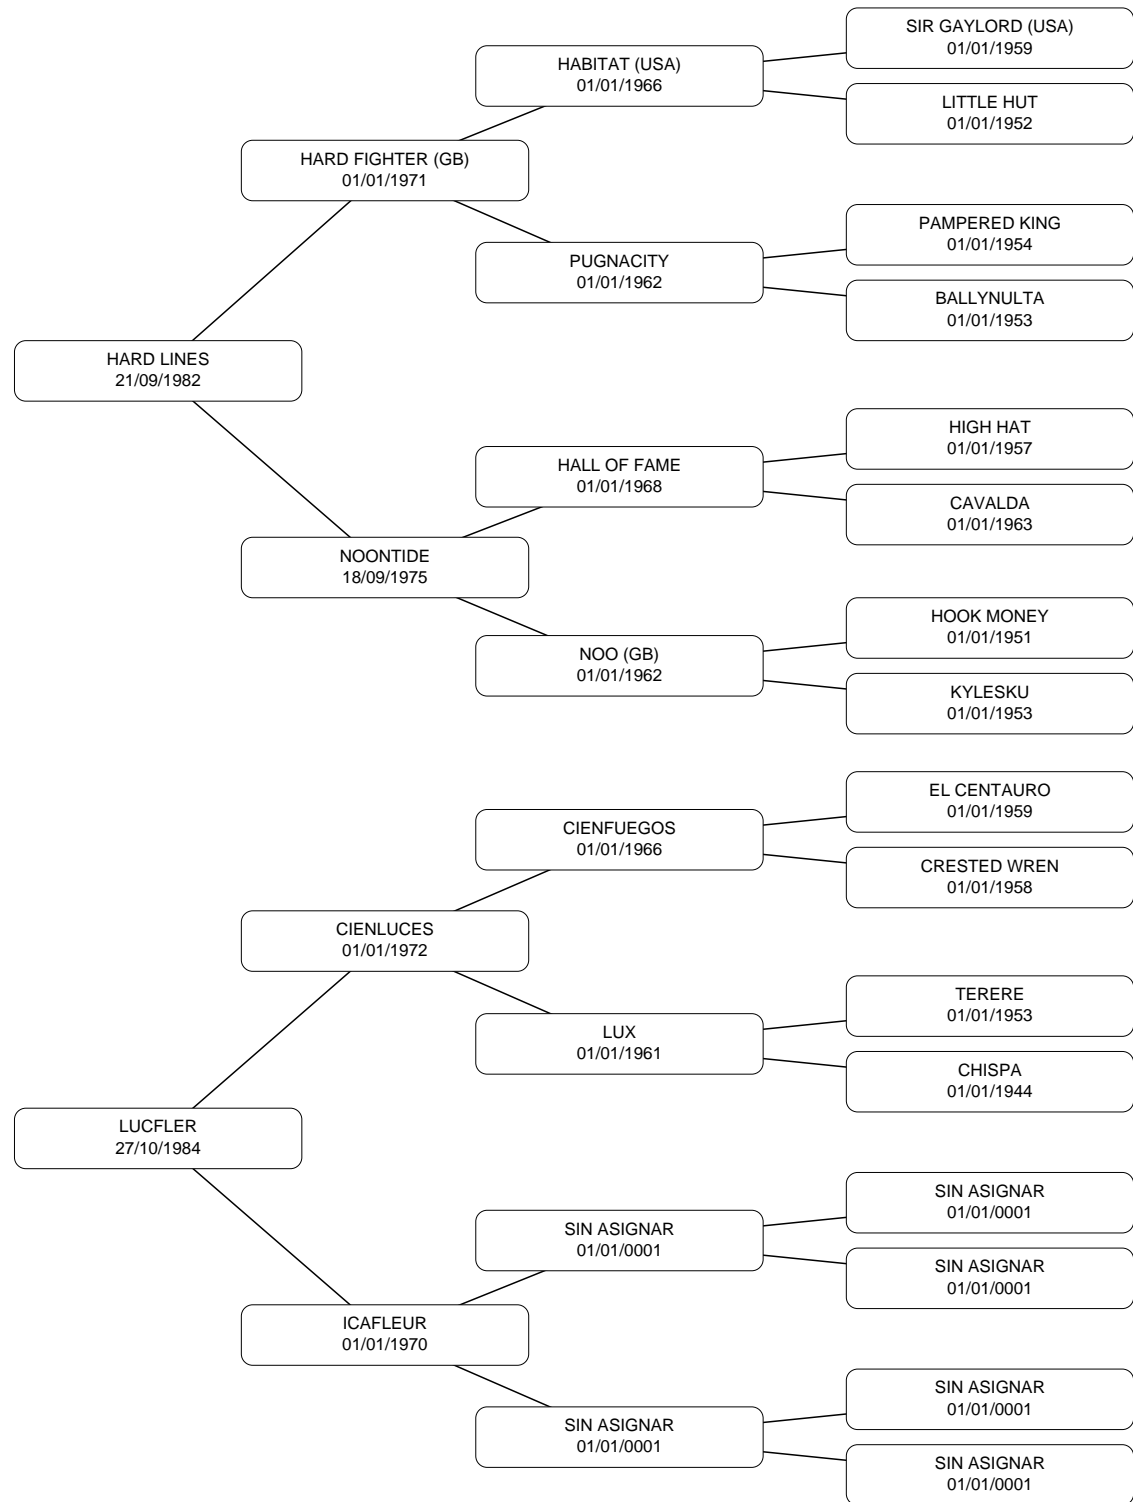 SIR GAYLORD (USA)
01/01/1959
HABITAT (USA)
01/01/1966
LITTLE HUT
01/01/1952
HARD FIGHTER (GB)
01/01/1971
PAMPERED KING
01/01/1954
PUGNACITY
01/01/1962
BALLYNULTA
01/01/1953
HARD LINES
21/09/1982
HIGH HAT
01/01/1957
HALL OF FAME
01/01/1968
CAVALDA
01/01/1963
NOONTIDE
18/09/1975
HOOK MONEY
01/01/1951
NOO (GB)
01/01/1962
KYLESKU
01/01/1953
EL CENTAURO
01/01/1959
CIENFUEGOS
01/01/1966
CRESTED WREN
01/01/1958
CIENLUCES
01/01/1972
TERERE
01/01/1953
LUX
01/01/1961
CHISPA
01/01/1944
LUCFLER
27/10/1984
SIN ASIGNAR
01/01/0001
SIN ASIGNAR
01/01/0001
SIN ASIGNAR
01/01/0001
ICAFLEUR
01/01/1970
SIN ASIGNAR
01/01/0001
SIN ASIGNAR
01/01/0001
SIN ASIGNAR
01/01/0001